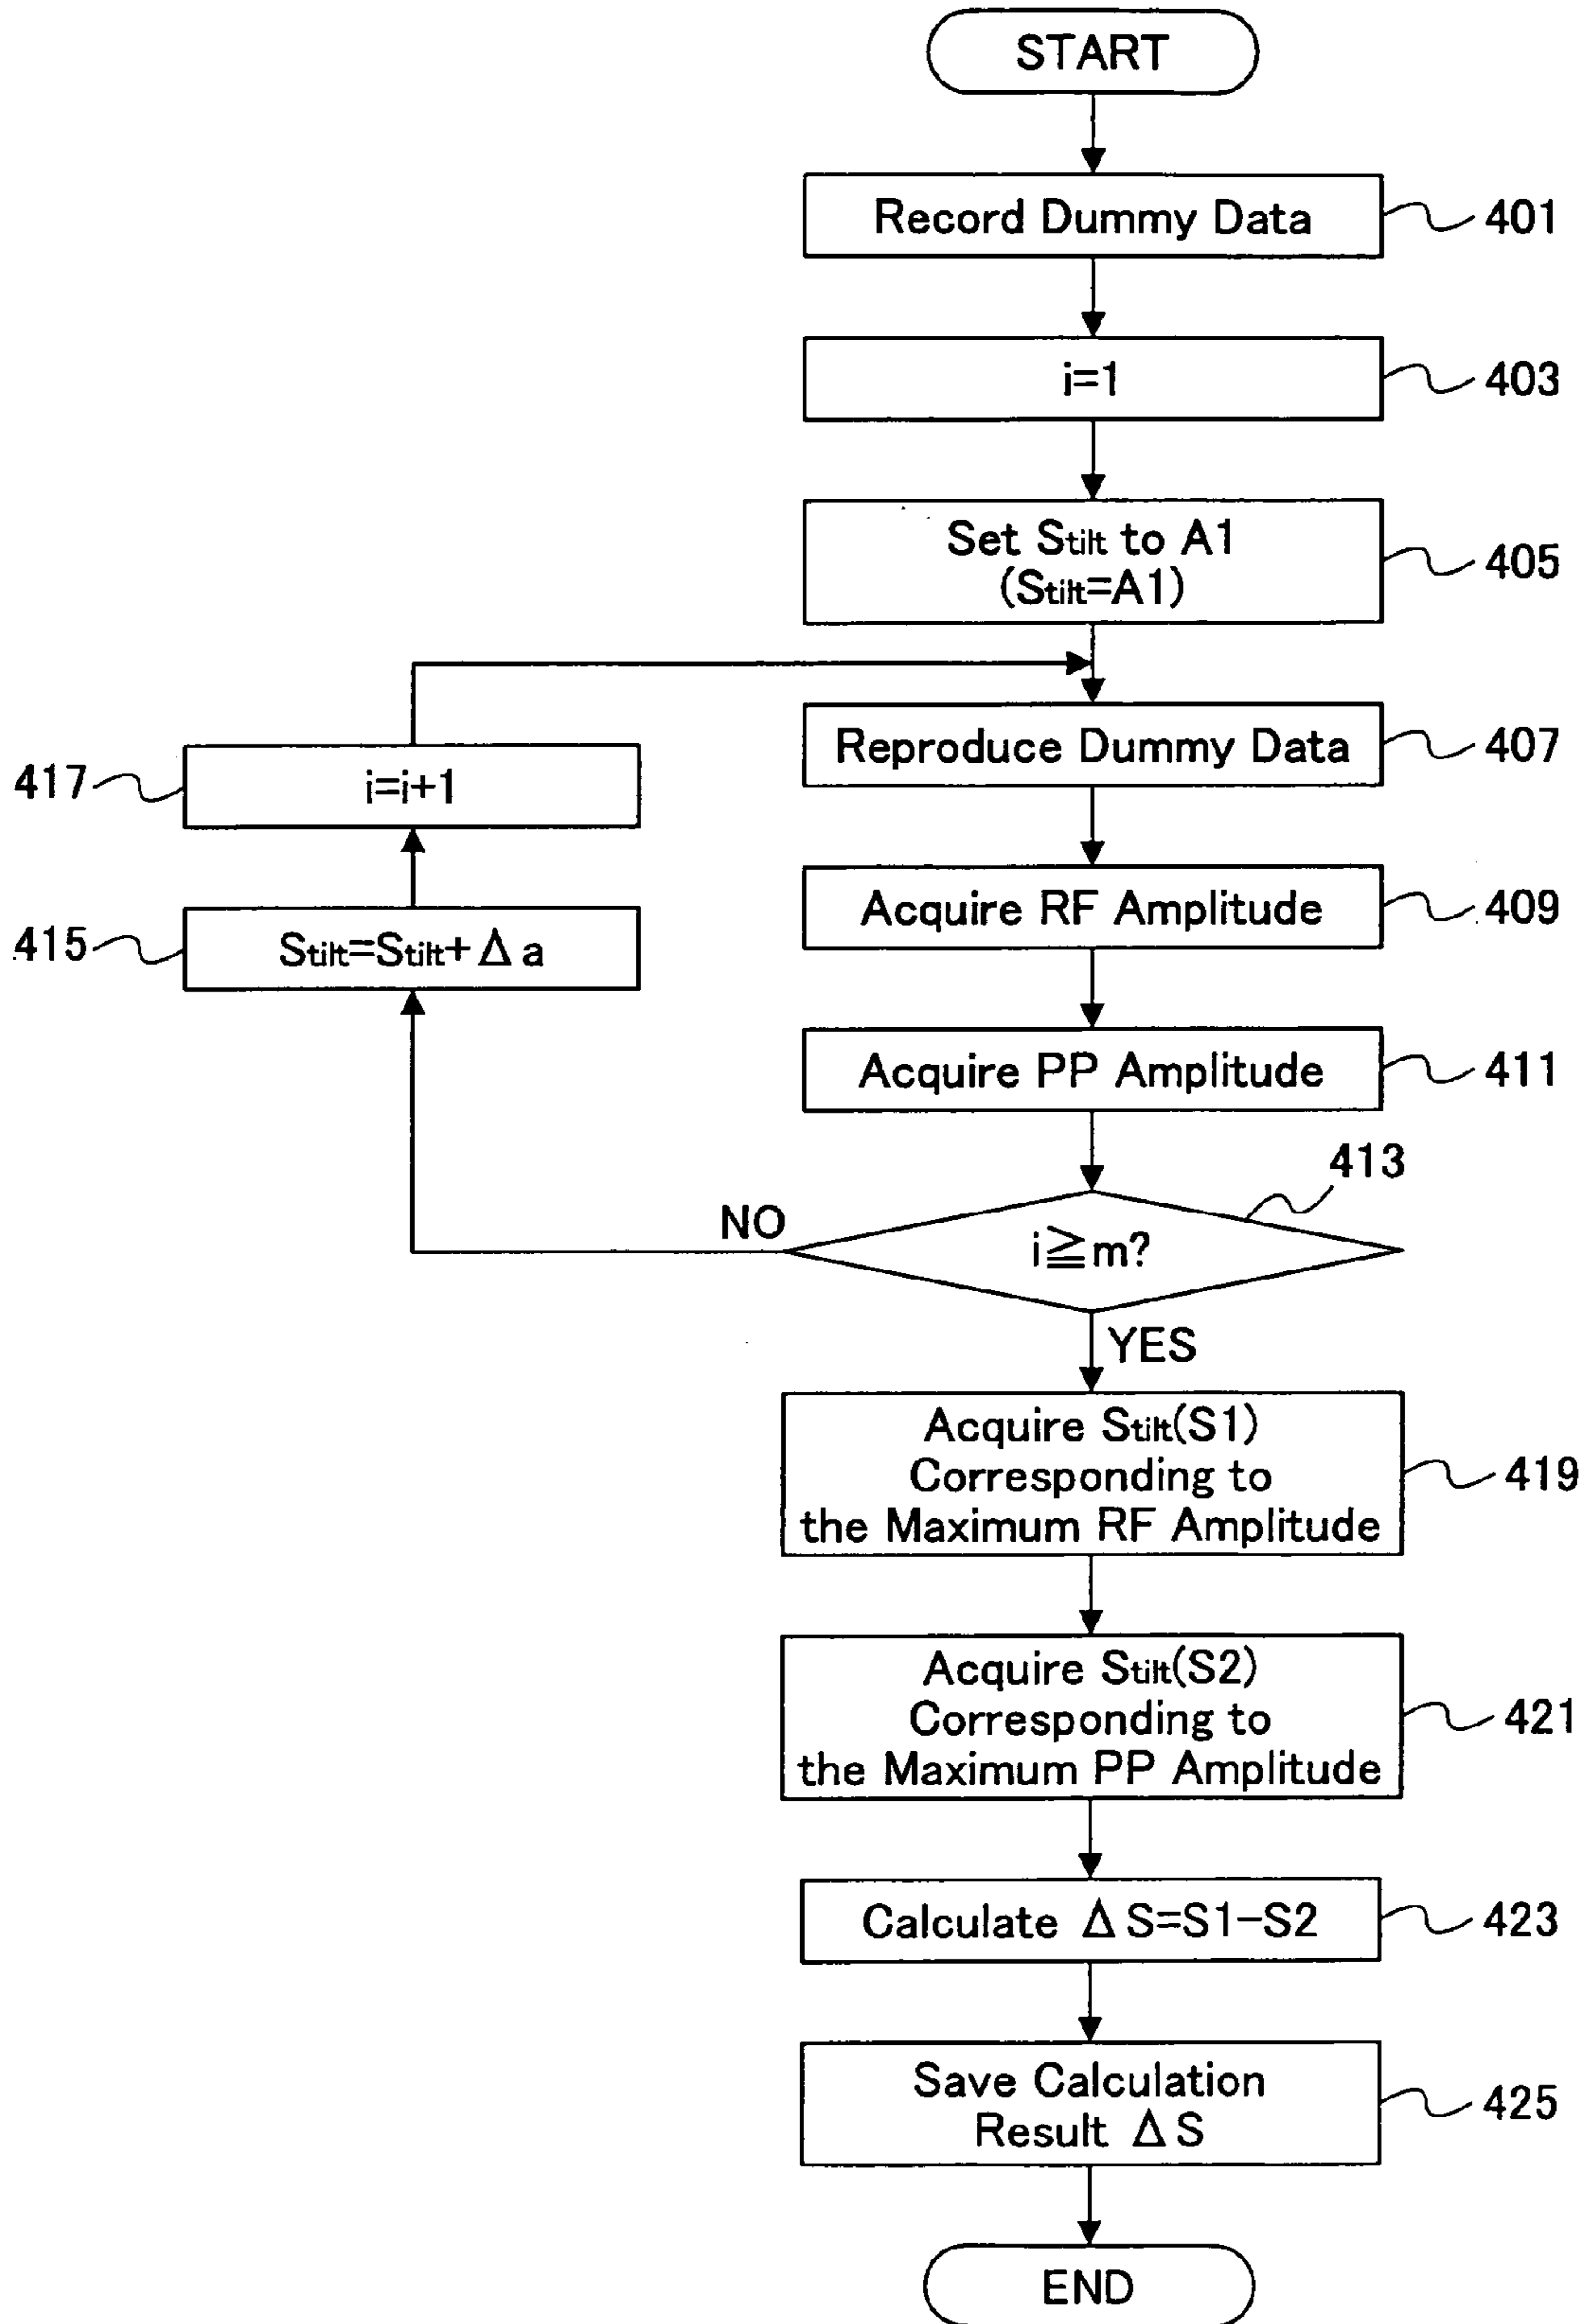 START
Record Dummy Data
401
i=1
403
Set Stilt to A1
(Stilt=A1)
405
Reproduce Dummy Data
407
417
i=i+1
Acquire RF Amplitude
409
415
Stilt=Stilt+Δa
Acquire PP Amplitude
411
413
NO
i≧m?
YES
Acquire Stilt(S1)
Corresponding to
the Maximum RF Amplitude
419
Acquire Stilt(S2)
Corresponding to
the Maximum PP Amplitude
421
Calculate ΔS=S1-S2
423
Save Calculation
Result ΔS
425
END